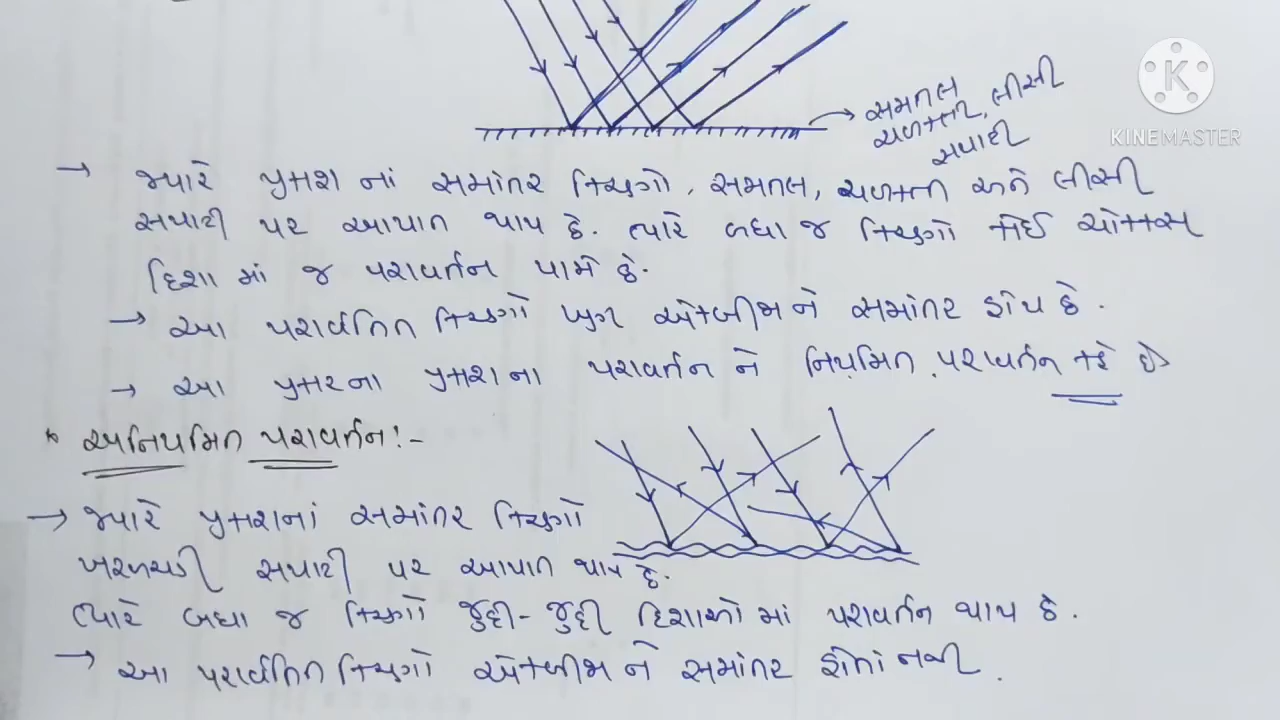 સમતલ
ચળકતી, લીસી
સપાટી
KINEMASTER
→ જ્યારે પ્રકાશ નાં સમાંતર કિરણો, સમતલ, ચળકતી અને લીસી
સપાટી પર આપાત થાય છે. ત્યારે બધા જ કિરણો કોઈ ચોક્કસ
દિશા માં જ પરાવર્તન પામે છે.
→ આ પરાવર્તિત કિરણો પણ એકબીજા ને સમાંતર હોય છે.
→ આ પ્રકારના પ્રકાશના પરાવર્તન ને નિયમિત પરાવર્તન કહે છે
* અનિયમિત પરાવર્તન:-
→ જ્યારે પ્રકાશનાં સમાંતર કિરણો
ખરબચડી સપાટી પર આપાત થાય છે.
ત્યારે બધા જ કિરણો જુદી-જુદી દિશાઓ માં પરાવર્તન થાય છે.
→ આ પરાવર્તિત કિરણો એકબીજા ને સમાંતર હોતાં નથી.